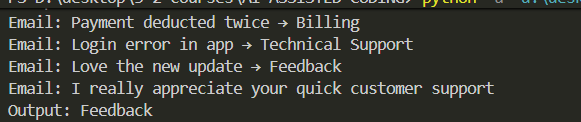 Email: Payment deducted twice → Billing
Email: Login error in app → Technical Support
Email: Love the new update → Feedback
Email: I really appreciate your quick customer support
Output: Feedback